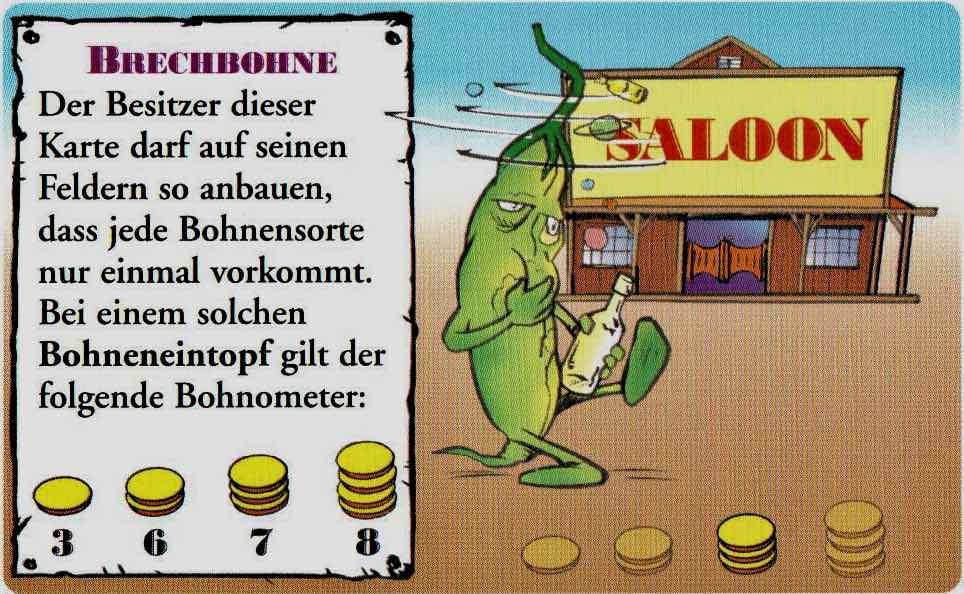 BRECHBOHNE
Der Besitzer dieser
Karte darf auf seinen
Feldern so anbauen,
dass jede Bohnensorte
nur einmal vorkommt.
Bei einem solchen
Bohneneintopf gilt der
folgende Bohnometer:
3 6 7 8
SALOON